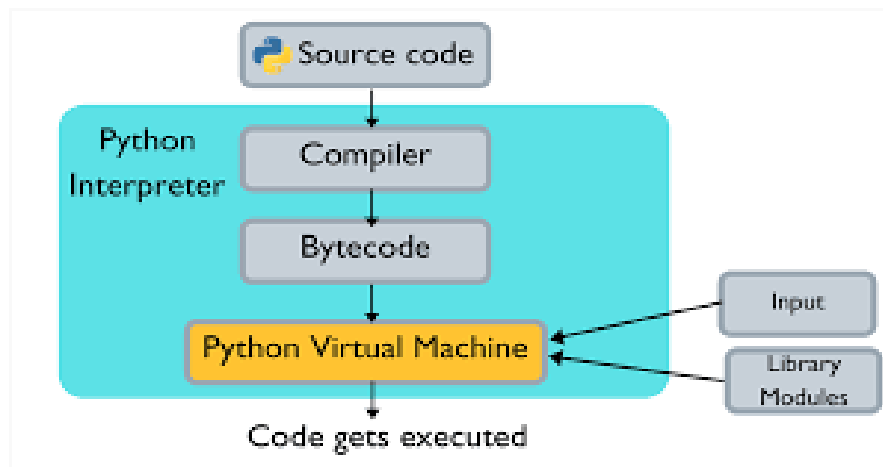 Source code
Python
Interpreter
Compiler
Bytecode
Python Virtual Machine
Input
Library
Modules
Code gets executed